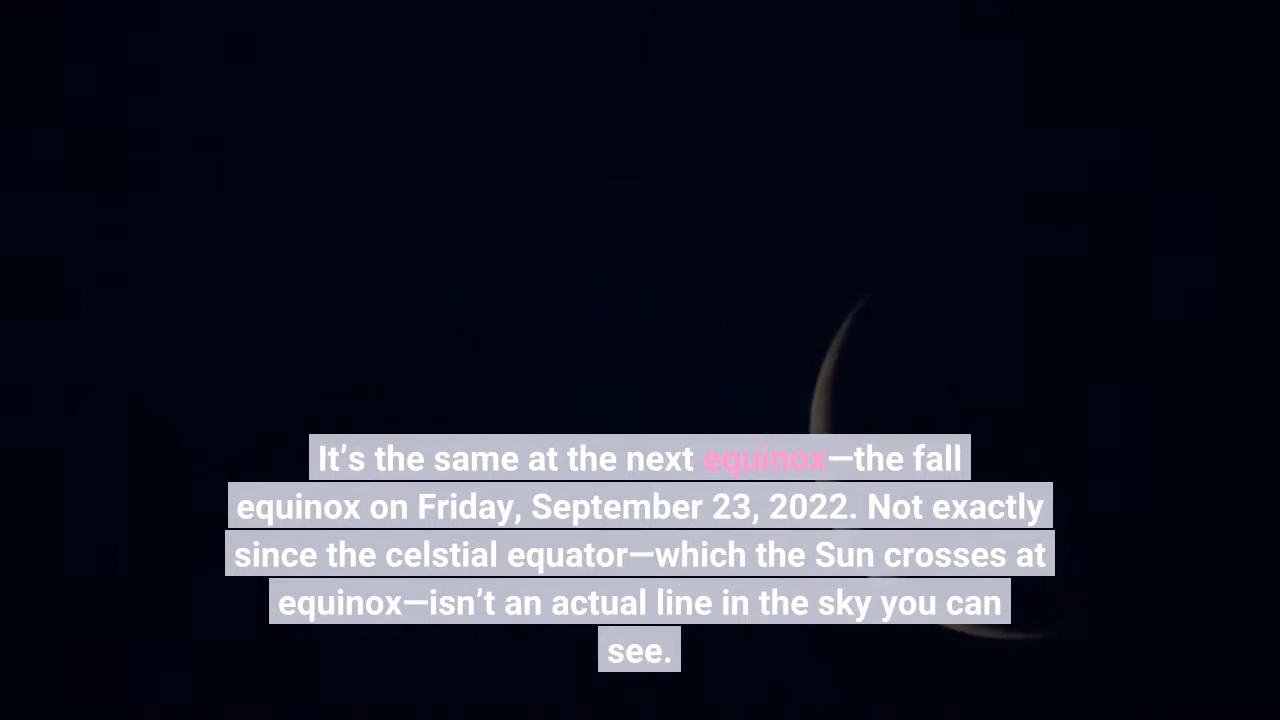 It’s the same at the next equinox—the fall
equinox on Friday, September 23, 2022. Not exactly
since the celstial equator—which the Sun crosses at
equinox—isn’t an actual line in the sky you can
see.